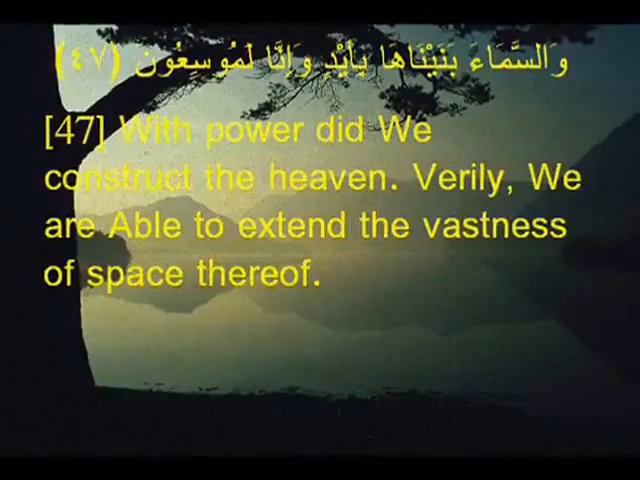 وَالسَّمَاءَ بَنَيْنَاهَا بِأَيْدٍ وَإِنَّا لَمُوسِعُونَ (٤٧)
[47] With power did We
construct the heaven. Verily, We
are Able to extend the vastness
of space thereof.